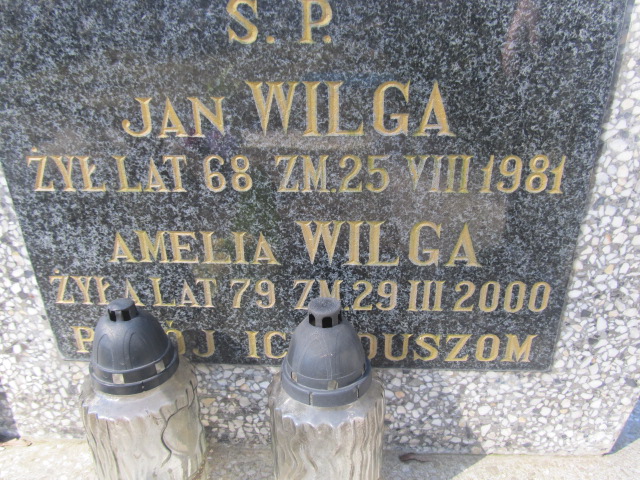 S. P.
JAN WILGA
ŻYŁ LAT 68 ZM. 25 VIII 1981
AMELIA WILGA
ŻYŁA LAT 79 ZM. 29 III 2000
DUSZOM